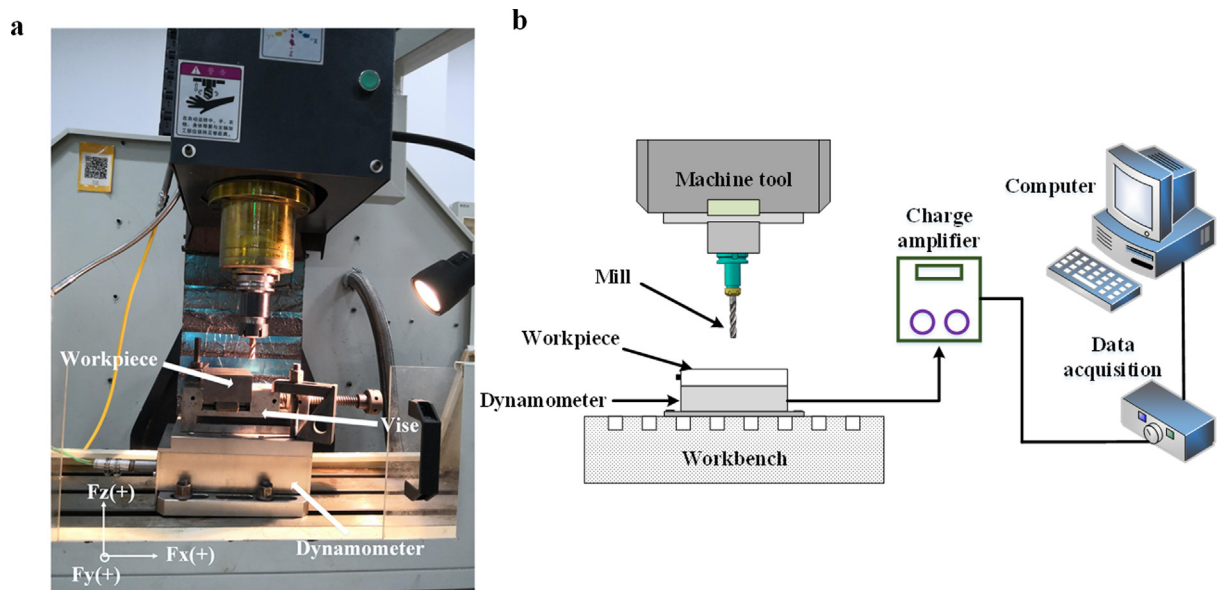 a
Workpiece
Vise
Fz(+)
Fx(+)
Fy(+)
Dynamometer
b
Machine tool
Mill
Workpiece
Dynamometer
Workbench
Charge
amplifier
Computer
Data
acquisition